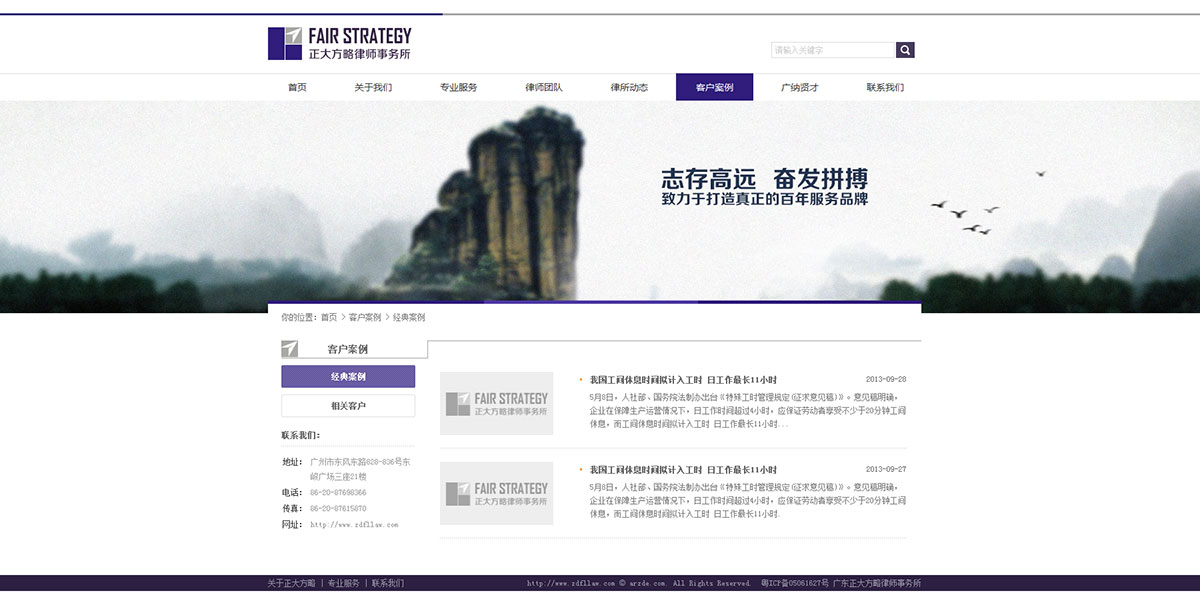 FAIR STRATEGY
正大方略律师事务所
请输入关键字
首页 关于我们 专业服务 律师团队 律所动态 客户案例 广纳贤才 联系我们
志存高远 奋发拼搏
致力于打造真正的百年服务品牌
你的位置: 首页 > 客户案例 > 经典案例
客户案例
经典案例
相关客户
联系我们:
地址: 广州市东风东路828-836号东
峻广场三座21楼
电话: 86-20-87698366
传真: 86-20-87615870
网址: http://www.zdfllaw.com
FAIR STRATEGY
正大方略律师事务所
我国工间休息时间拟计入工时 日工作最长11小时 2013-09-28
5月8日，人社部、国务院法制办出台《特殊工时管理规定(征求意见稿)》。意见稿明确，
企业在保障生产运营情况下，日工作时间超过4小时，应保证劳动者享受不少于20分钟工间
休息，而工间休息时间拟计入工时 日工作最长11小时...
FAIR STRATEGY
正大方略律师事务所
我国工间休息时间拟计入工时 日工作最长11小时 2013-09-27
5月8日，人社部、国务院法制办出台《特殊工时管理规定(征求意见稿)》。意见稿明确，
企业在保障生产运营情况下，日工作时间超过4小时，应保证劳动者享受不少于20分钟工间
休息，而工间休息时间拟计入工时 日工作最长11小时.
关于正大方略 | 专业服务 | 联系我们 http://www.zdfllaw.com © arzde.com. All Rights Reserved. 粤ICP备05061627号 广东正大方略律师事务所